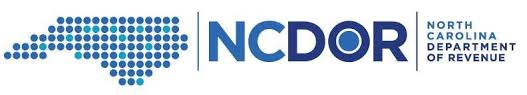 NCDOR
NORTH
CAROLINA
DEPARTMENT
OF REVENUE